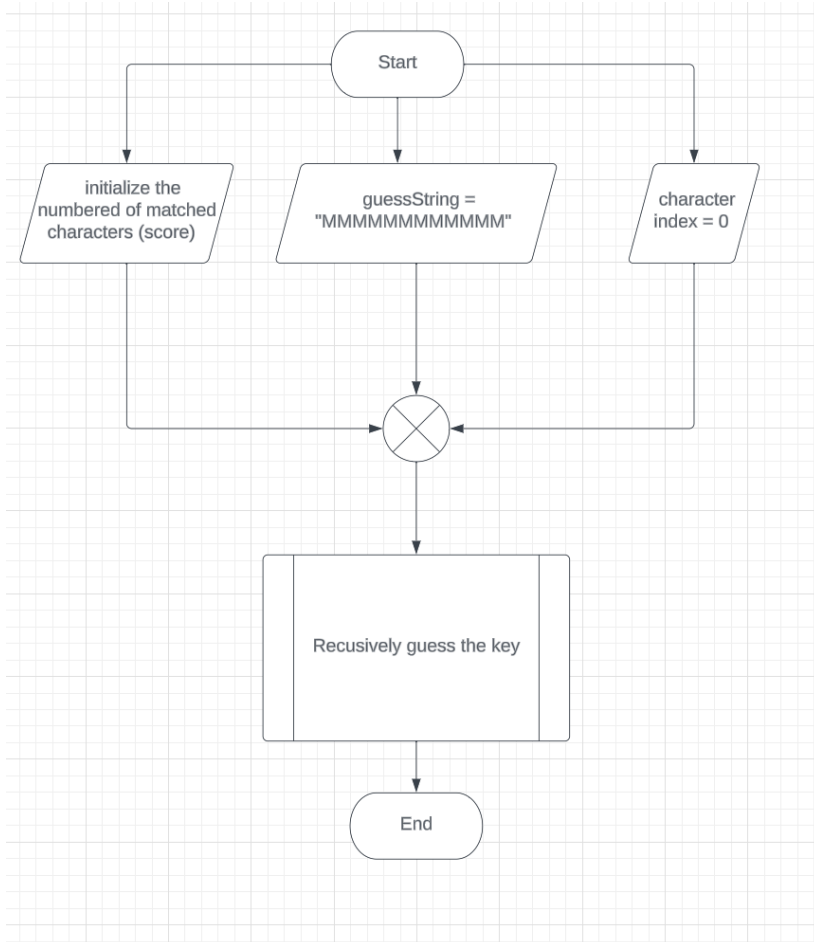 Start
initialize the
numbered of matched
characters (score)
guessString =
"MMMMMMMMMMMM"
character
index = 0
Recusively guess the key
End